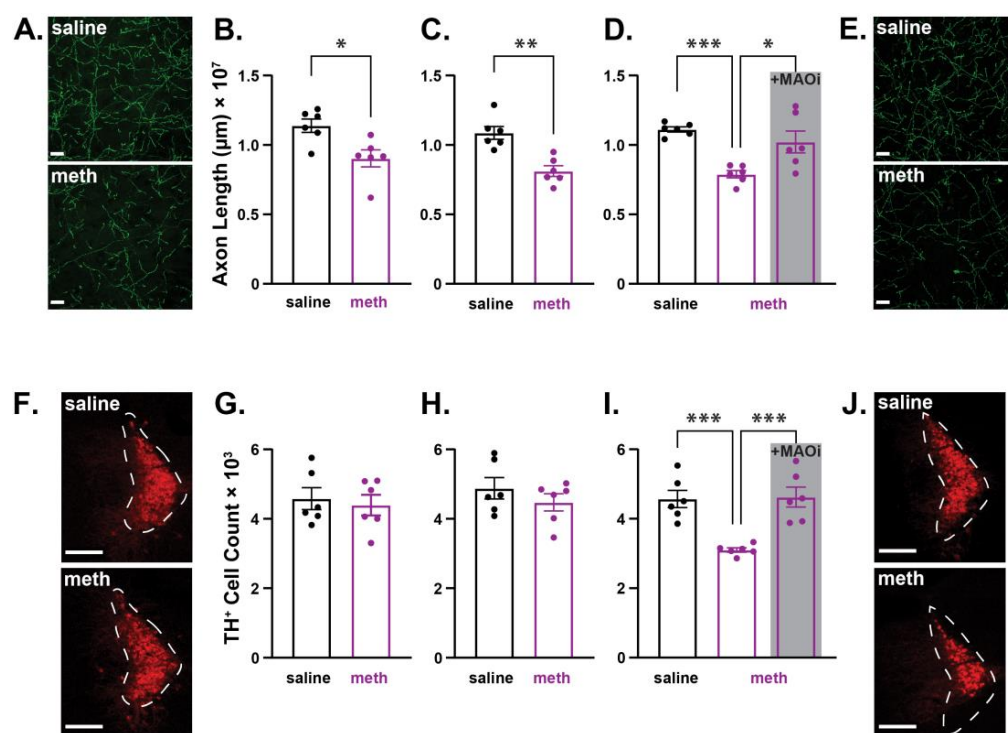 A.
saline
meth
B.
*
Axon Length (μm) × 10⁷
1.5
1.0
0.5
0
saline
meth
C.
**
1.5
1.0
0.5
0
saline
meth
D.
***
*
+MAOi
1.5
1.0
0.5
0
saline
meth
E.
saline
meth
F.
saline
meth
G.
TH⁺ Cell Count × 10³
6
4
2
0
saline
meth
H.
6
4
2
0
saline
meth
I.
***
***
+MAOi
6
4
2
0
saline
meth
J.
saline
meth